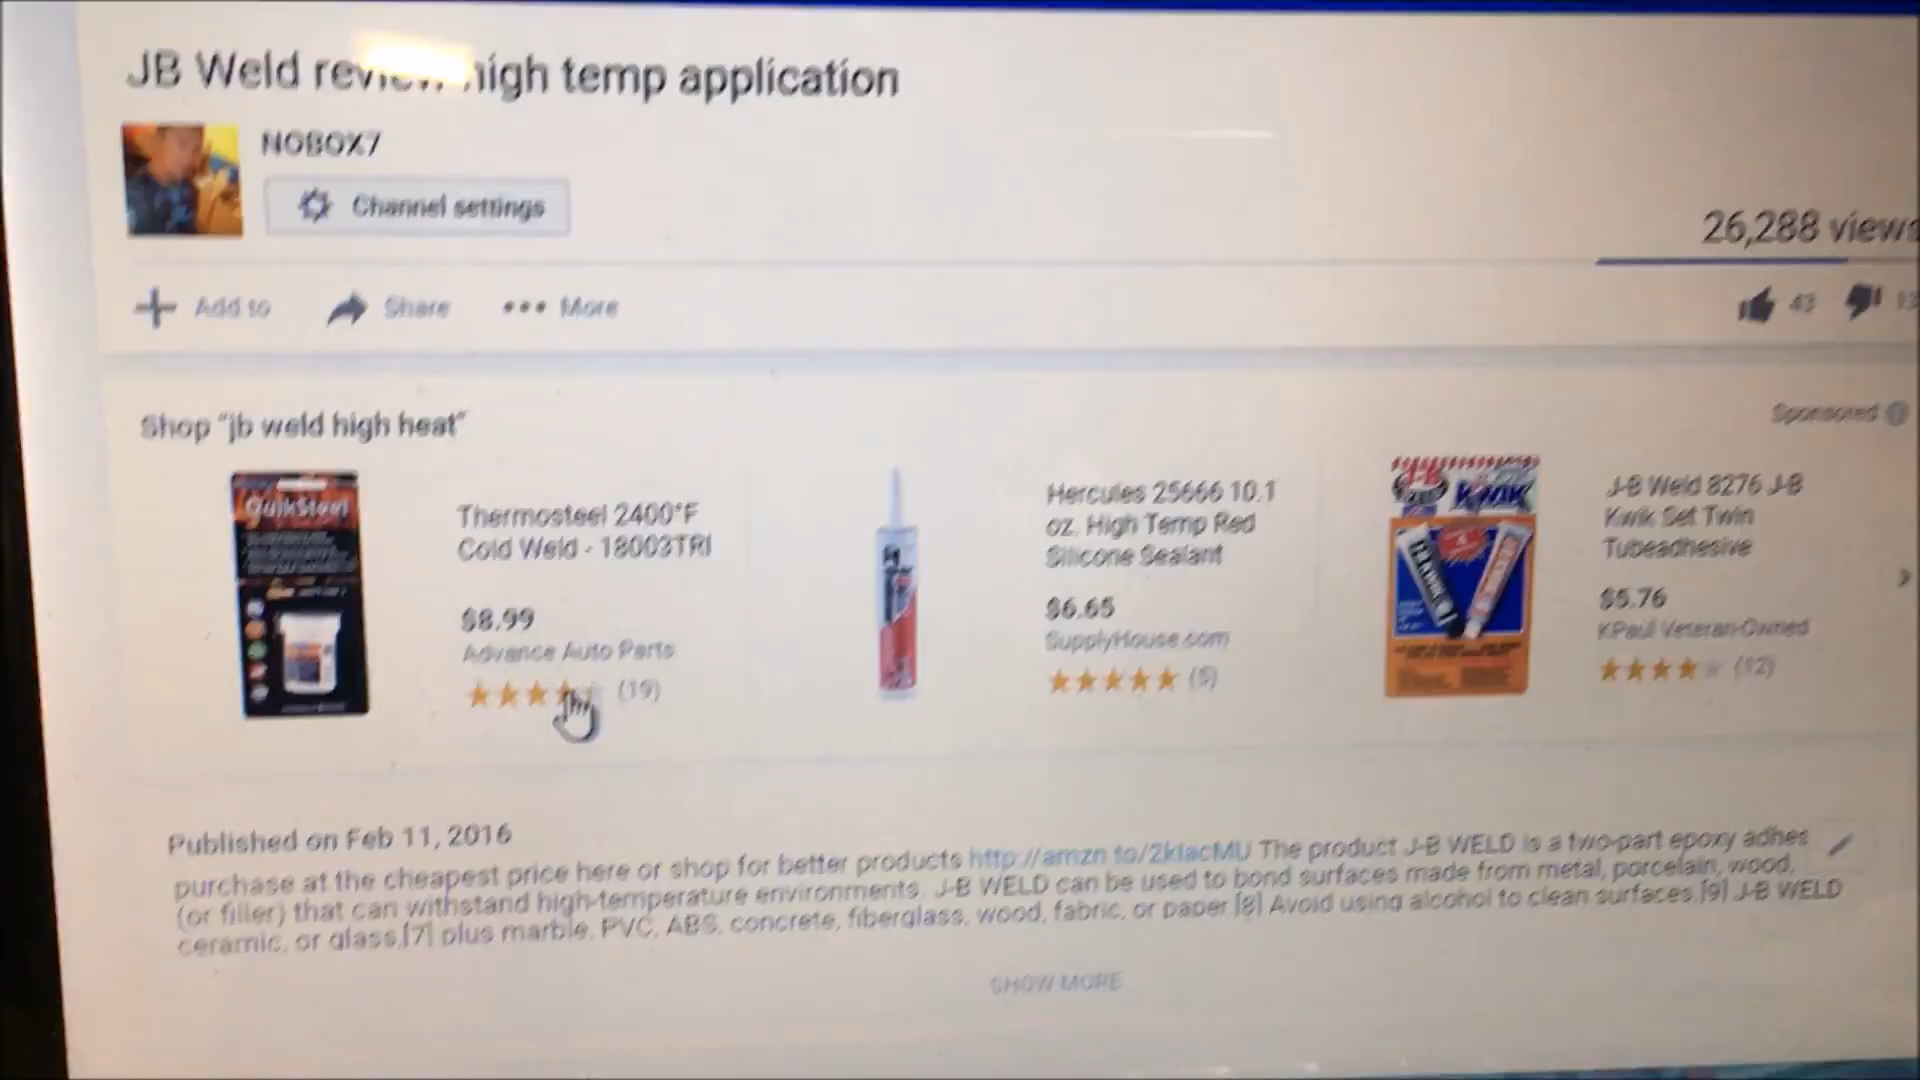 JB Weld review high temp application
NOBOX7
Channel settings
26,288 views
Add to
Share
More
43
Shop "jb weld high heat"
Sponsored
QuikSteel
Thermosteel 2400°F
Cold Weld - 18003TRI
$8.99
Advance Auto Parts
(19)
Hercules 25666 10.1
oz. High Temp Red
Silicone Sealant
$6.65
SupplyHouse.com
(5)
J-B
KWIK
J-B Weld 8276 J-B
Kwik Set Twin
Tubeadhesive
$5.76
KPaul Veteran-Owned
(12)
Published on Feb 11, 2016
purchase at the cheapest price here or shop for better products http://amzn.to/2klacMU The product J-B WELD is a two-part epoxy adhes
(or filler) that can withstand high-temperature environments. J-B WELD can be used to bond surfaces made from metal, porcelain, wood,
ceramic, or glass,[7] plus marble, PVC, ABS, concrete, fiberglass, wood, fabric, or paper.[8] Avoid using alcohol to clean surfaces.[9] J-B WELD
SHOW MORE